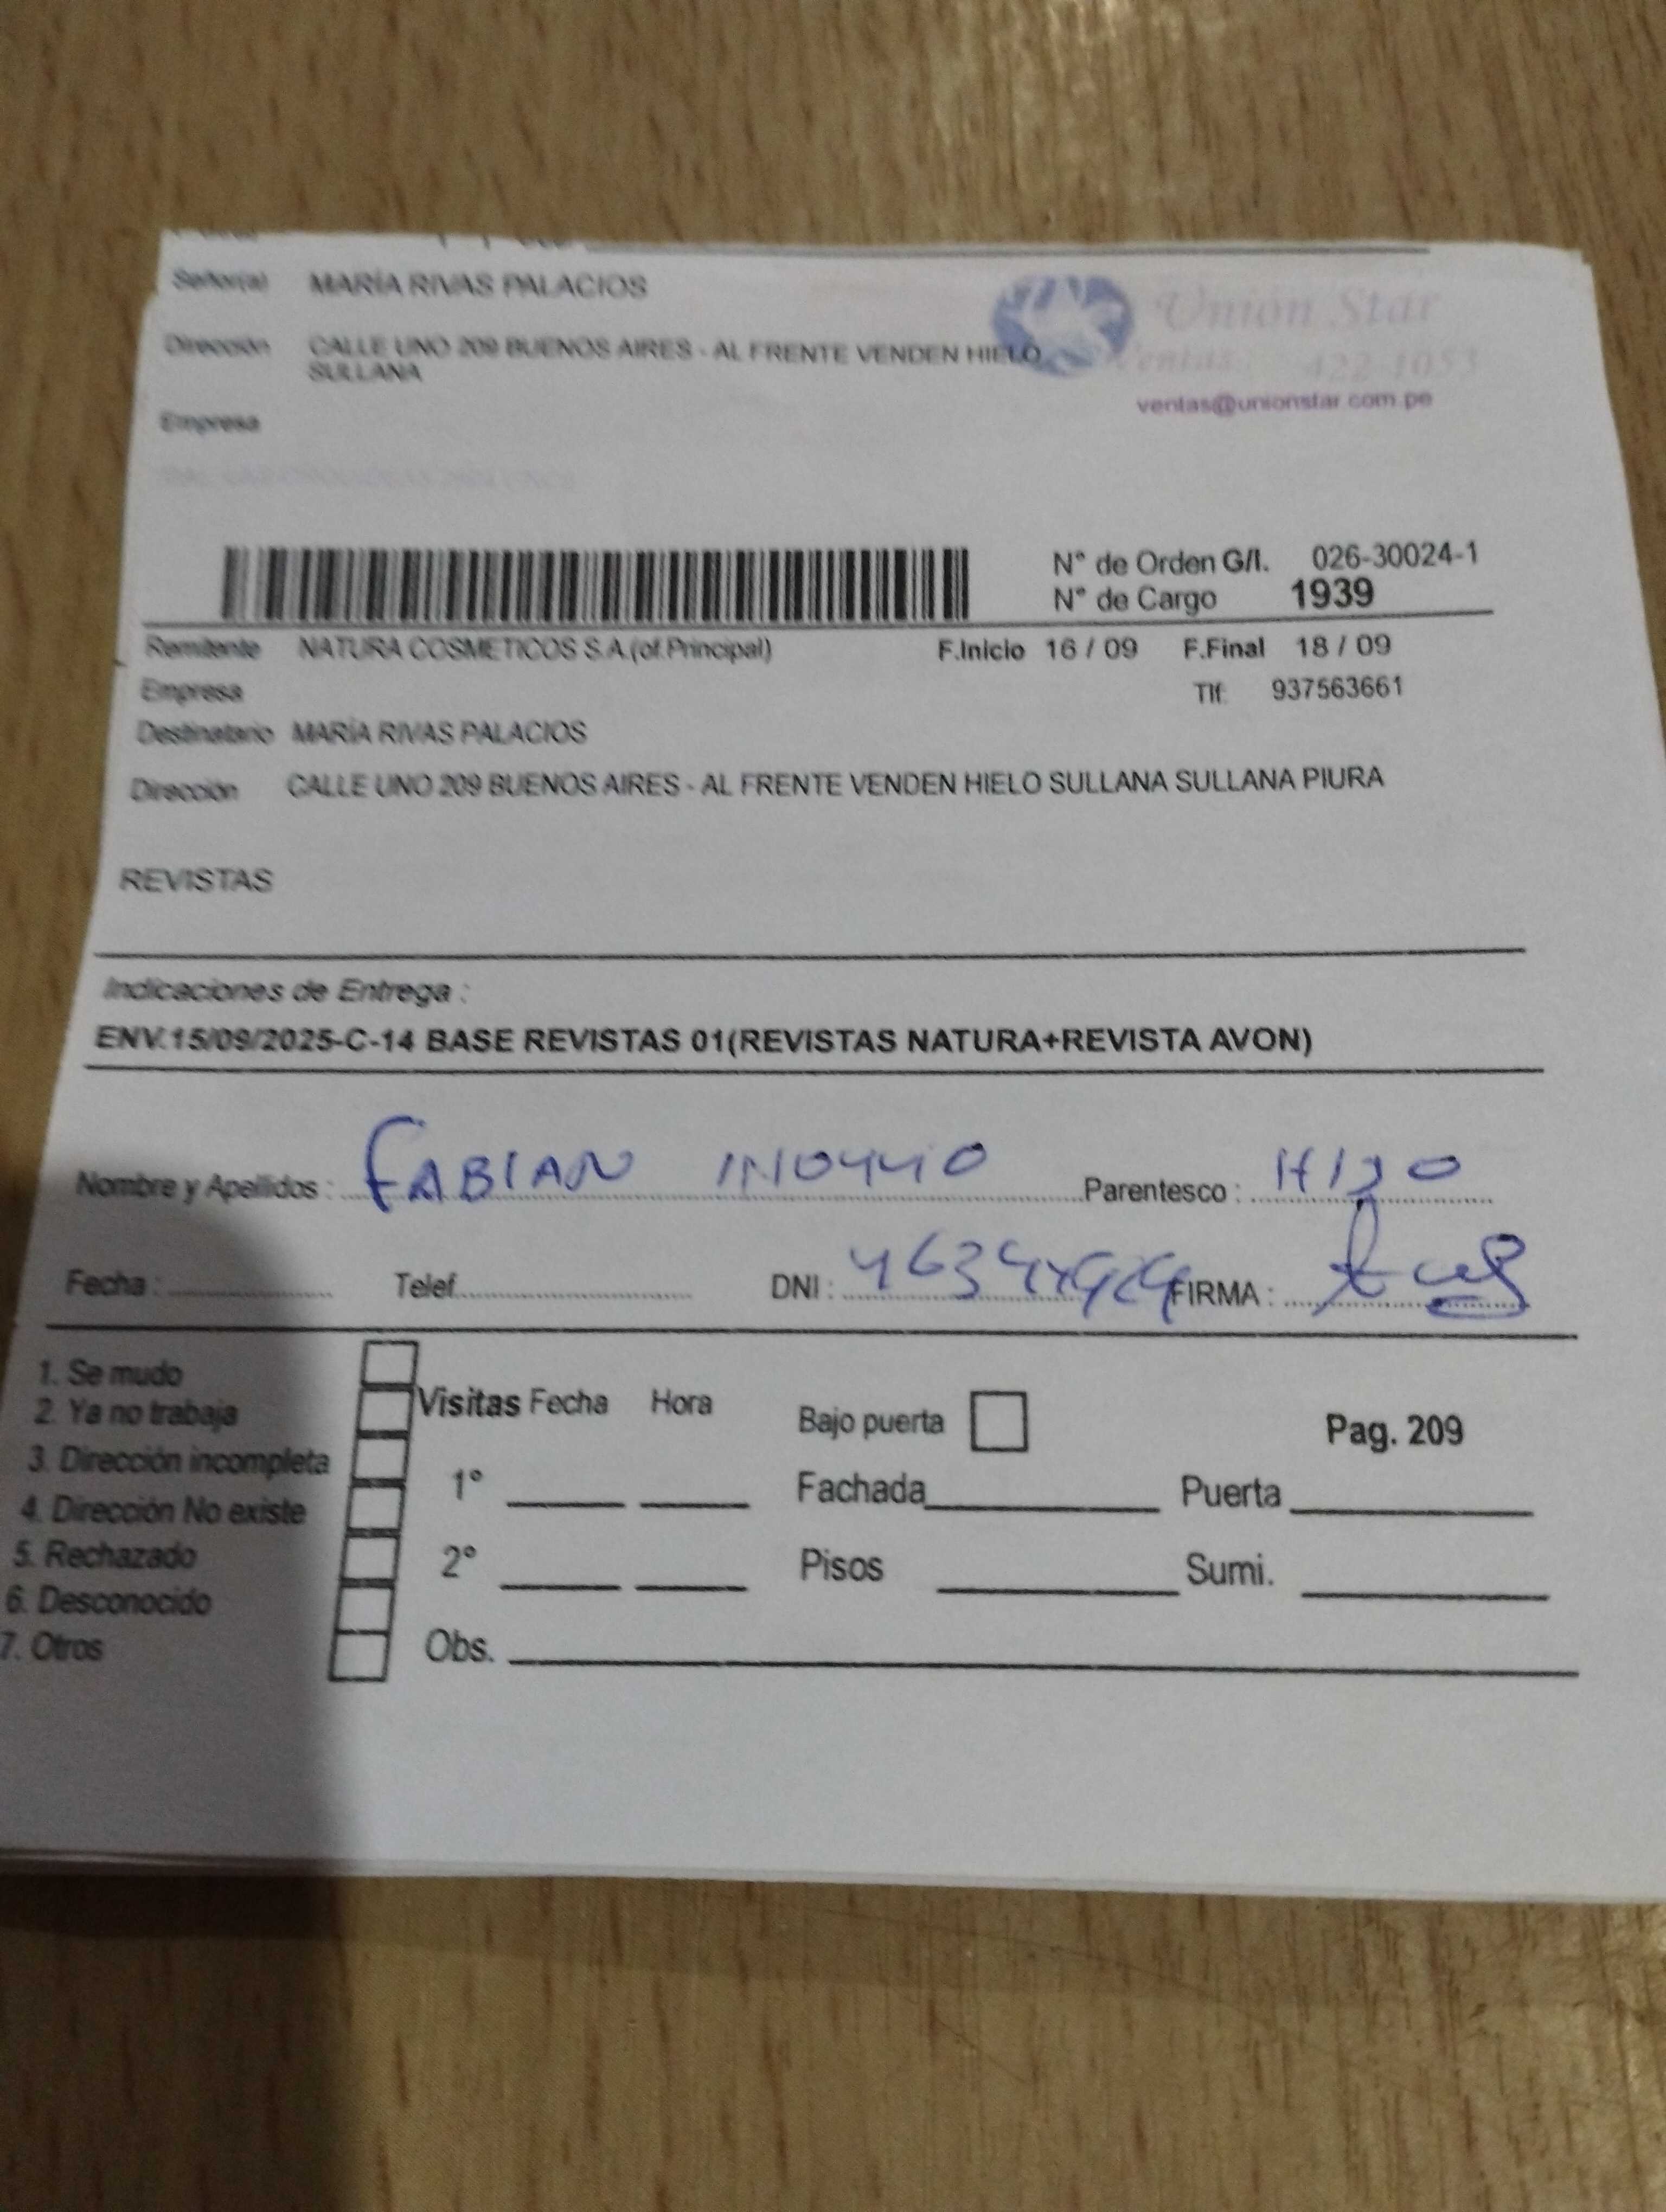 Señor(a) MARÍA RIVAS PALACIOS
Dirección CALLE UNO 209 BUENOS AIRES - AL FRENTE VENDEN HIELO
SULLANA
Union Star
Ventas: 422-1053
ventas@unionstar.com.pe
Empresa
N° de Orden G/I. 026-30024-1
N° de Cargo 1939
Remitente NATURA COSMETICOS S.A.(of.Principal) F.Inicio 16 / 09 F.Final 18 / 09
Empresa Tlf: 937563661
Destinatario MARÍA RIVAS PALACIOS
Dirección CALLE UNO 209 BUENOS AIRES - AL FRENTE VENDEN HIELO SULLANA SULLANA PIURA
REVISTAS
Indicaciones de Entrega :
ENV.15/09/2025-C-14 BASE REVISTAS 01(REVISTAS NATURA+REVISTA AVON)
Nombre y Apellidos : FABIAN Parentesco : HIJO
Fecha : Telef. DNI : FIRMA :
1. Se mudo
2. Ya no trabaja
3. Dirección incompleta
4. Dirección No existe
5. Rechazado
6. Desconocido
7. Otros
Visitas Fecha Hora
1°
2°
Obs.
Bajo puerta
Pag. 209
Fachada Puerta
Pisos Sumi.